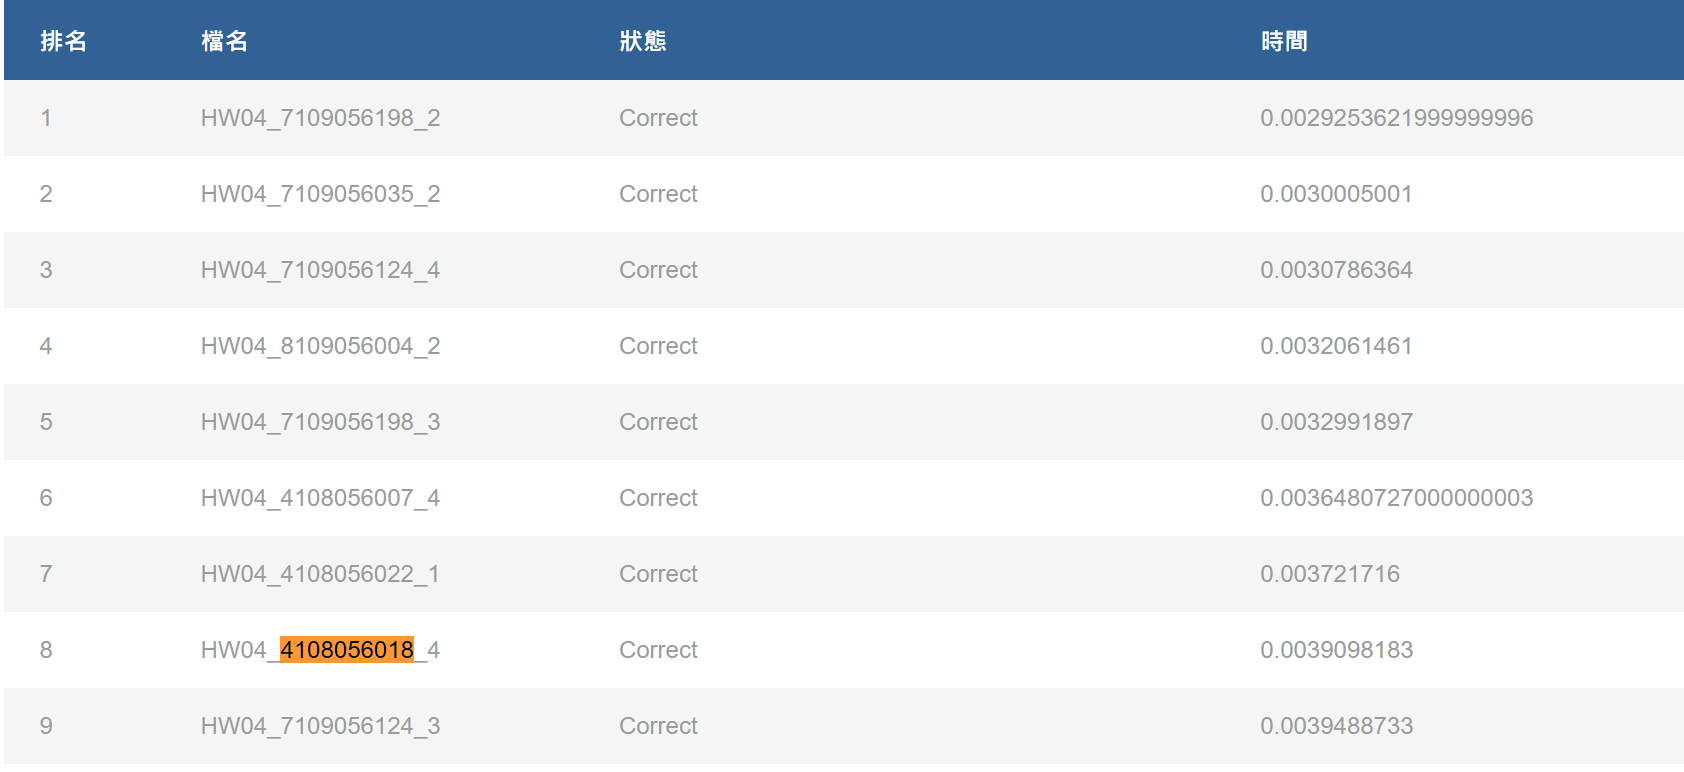 排名 檔名 狀態 時間
1 HW04_7109056198_2 Correct 0.0029253621999999996
2 HW04_7109056035_2 Correct 0.0030005001
3 HW04_7109056124_4 Correct 0.0030786364
4 HW04_8109056004_2 Correct 0.0032061461
5 HW04_7109056198_3 Correct 0.0032991897
6 HW04_4108056007_4 Correct 0.0036480727000000003
7 HW04_4108056022_1 Correct 0.003721716
8 HW04_4108056018_4 Correct 0.0039098183
9 HW04_7109056124_3 Correct 0.0039488733